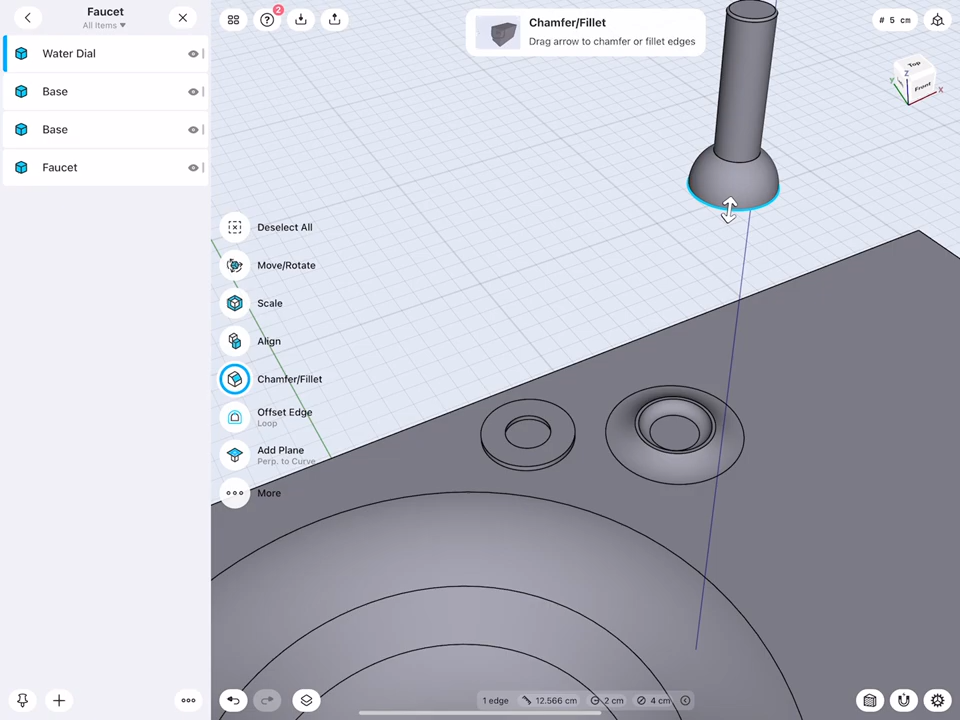 Faucet
All Items ▾
Water Dial
Base
Base
Faucet
2
Chamfer/Fillet
Drag arrow to chamfer or fillet edges
# 5 cm
Top
Front
Z
Y
X
Deselect All
Move/Rotate
Scale
Align
Chamfer/Fillet
Offset Edge
Loop
Add Plane
Perp. to Curve
More
1 edge 12.566 cm 2 cm 4 cm